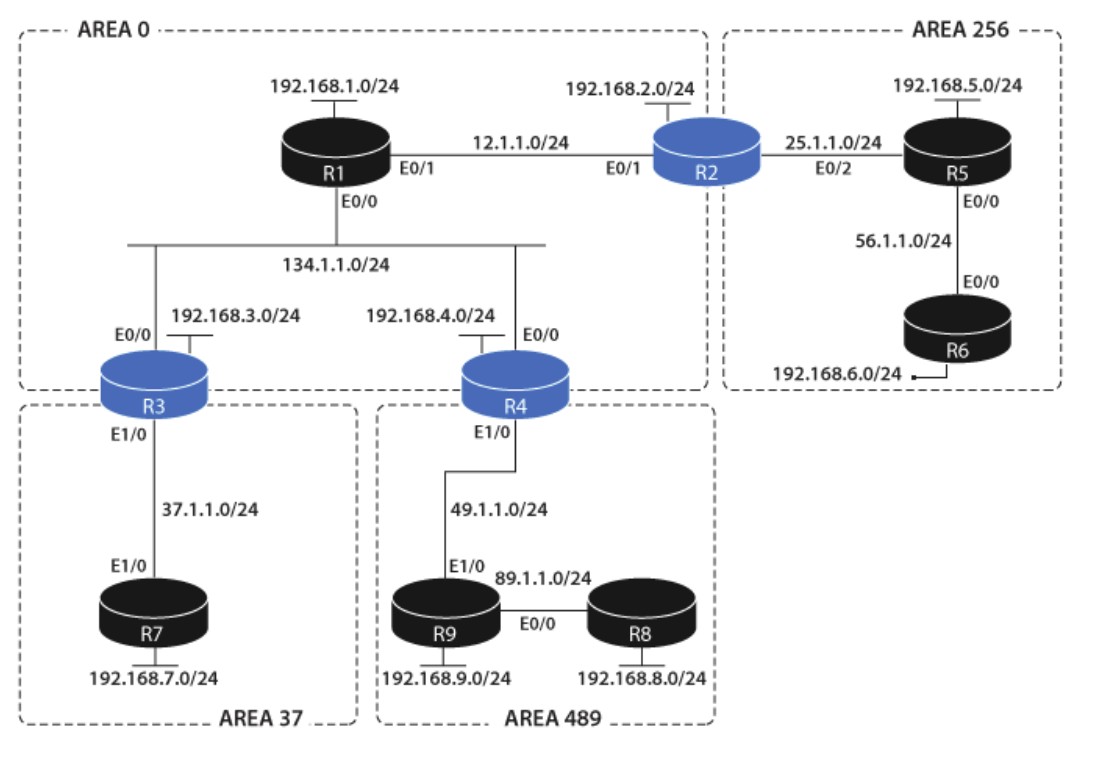 AREA 0
AREA 256
192.168.1.0/24
192.168.2.0/24
192.168.5.0/24
12.1.1.0/24
25.1.1.0/24
R1
E0/1
E0/1
R2
E0/2
R5
E0/0
E0/0
56.1.1.0/24
134.1.1.0/24
E0/0
192.168.3.0/24
192.168.4.0/24
E0/0
E0/0
R6
192.168.6.0/24
R3
R4
E1/0
E1/0
37.1.1.0/24
49.1.1.0/24
E1/0
E1/0
89.1.1.0/24
E0/0
R7
R9
R8
192.168.7.0/24
192.168.9.0/24
192.168.8.0/24
AREA 37
AREA 489